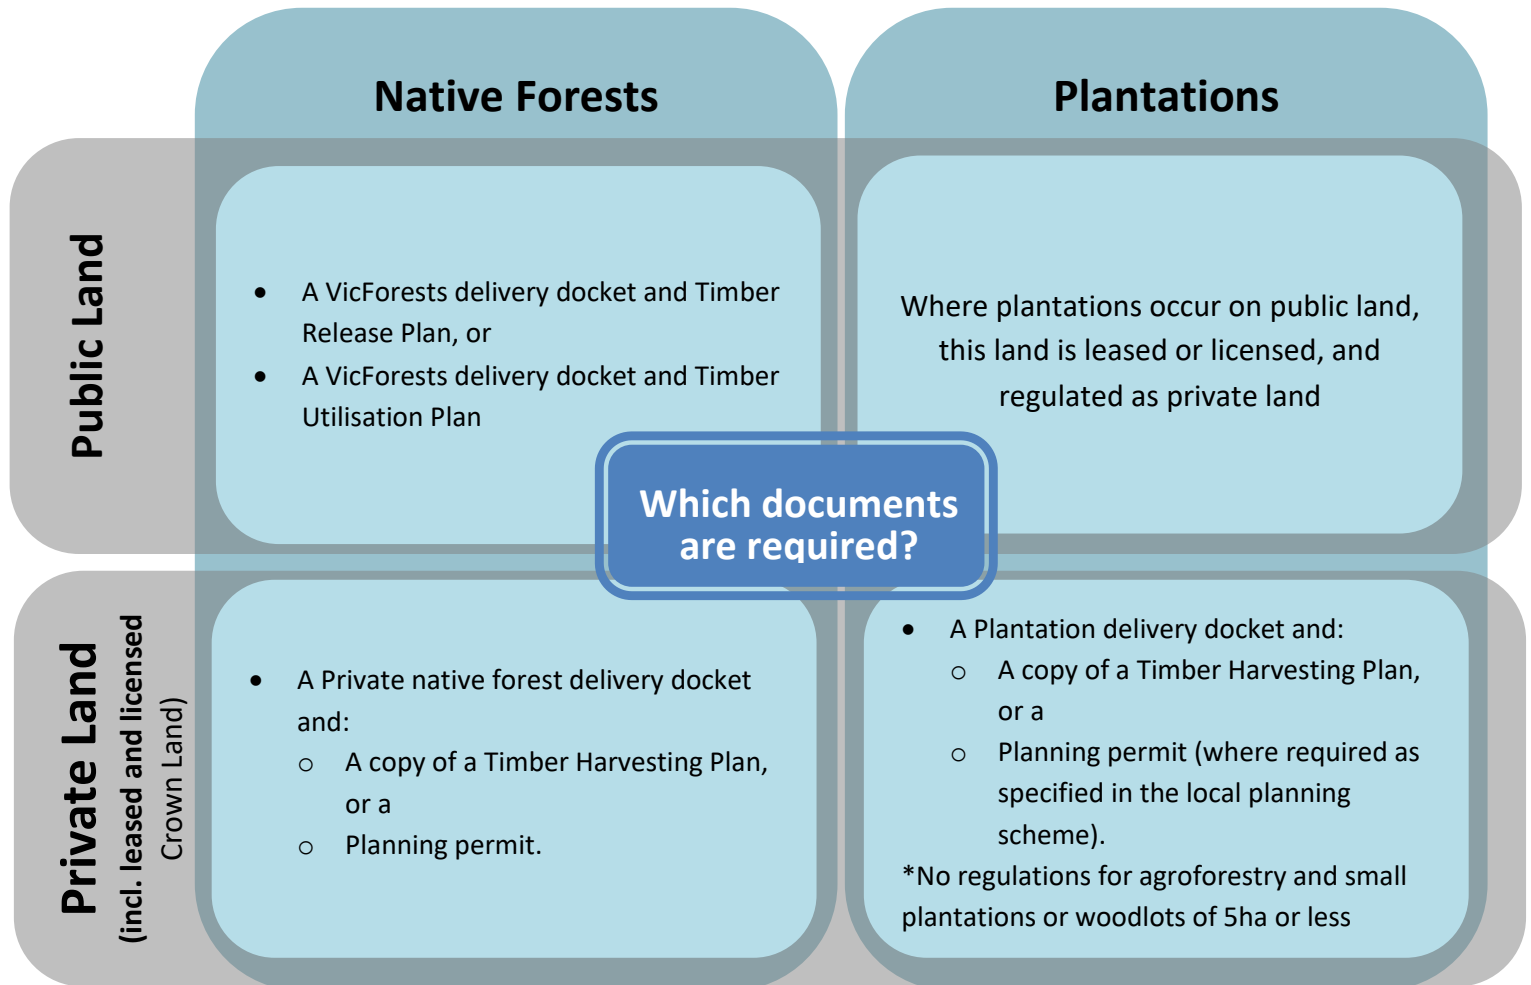 Native Forests
Plantations
Public Land
• A VicForests delivery docket and Timber
Release Plan, or
• A VicForests delivery docket and Timber
Utilisation Plan
Where plantations occur on public land,
this land is leased or licensed, and
regulated as private land
Which documents
are required?
Private Land
(incl. leased and licensed
Crown Land)
• A Private native forest delivery docket
and:
o A copy of a Timber Harvesting Plan,
or a
o Planning permit.
• A Plantation delivery docket and:
o A copy of a Timber Harvesting Plan,
or a
o Planning permit (where required as
specified in the local planning
scheme).
*No regulations for agroforestry and small
plantations or woodlots of 5ha or less